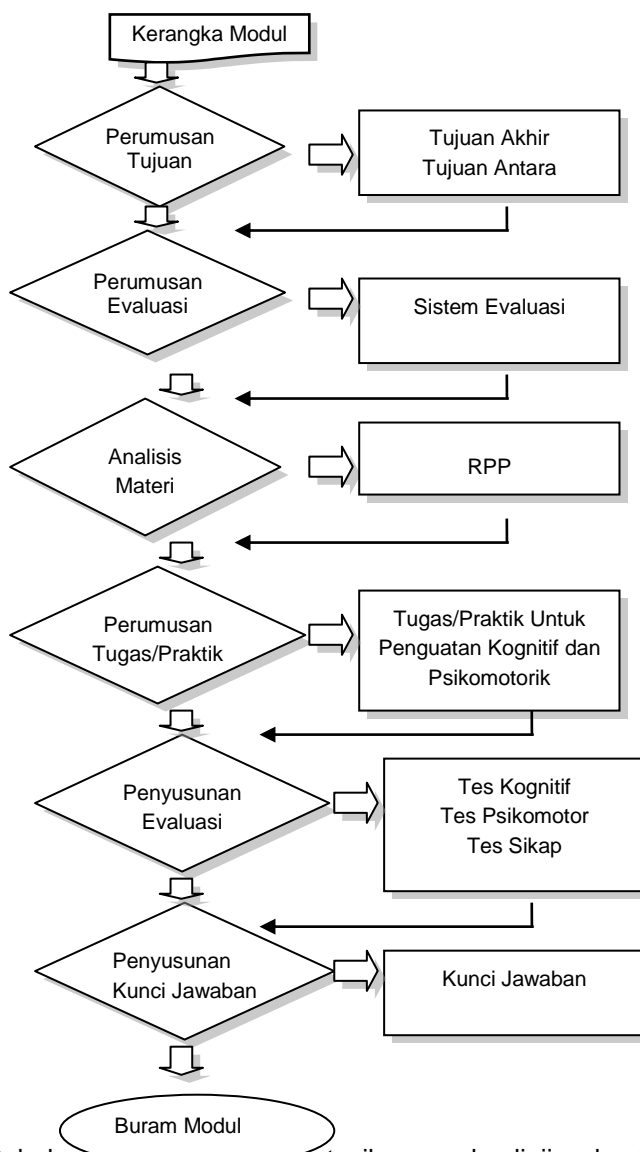 Kerangka Modul
Perumusan
Tujuan
Tujuan Akhir
Tujuan Antara
Perumusan
Evaluasi
Sistem Evaluasi
Analisis
Materi
RPP
Perumusan
Tugas/Praktik
Tugas/Praktik Untuk
Penguatan Kognitif dan
Psikomotorik
Penyusunan
Evaluasi
Tes Kognitif
Tes Psikomotor
Tes Sikap
Penyusunan
Kunci Jawaban
Kunci Jawaban
Buram Modul